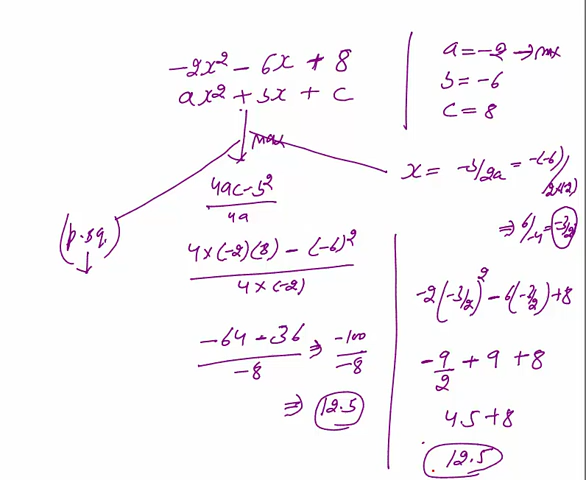 -2x² - 6x + 8
ax² + bx + c
max
4ac-b²
4a
4×(-2)(8) - (-6)²
4×(-2)
-64-36 ⇒ -100
-8 -8
⇒ 12.5
(p.sq.)
a = -2 → max
b = -6
c = 8
x = -b/2a = -(-6)/2×(-2)
⇒ 6/-4 = -3/2
-2(-3/2)² - 6(-3/2) + 8
-9/2 + 9 + 8
4.5 + 8
12.5